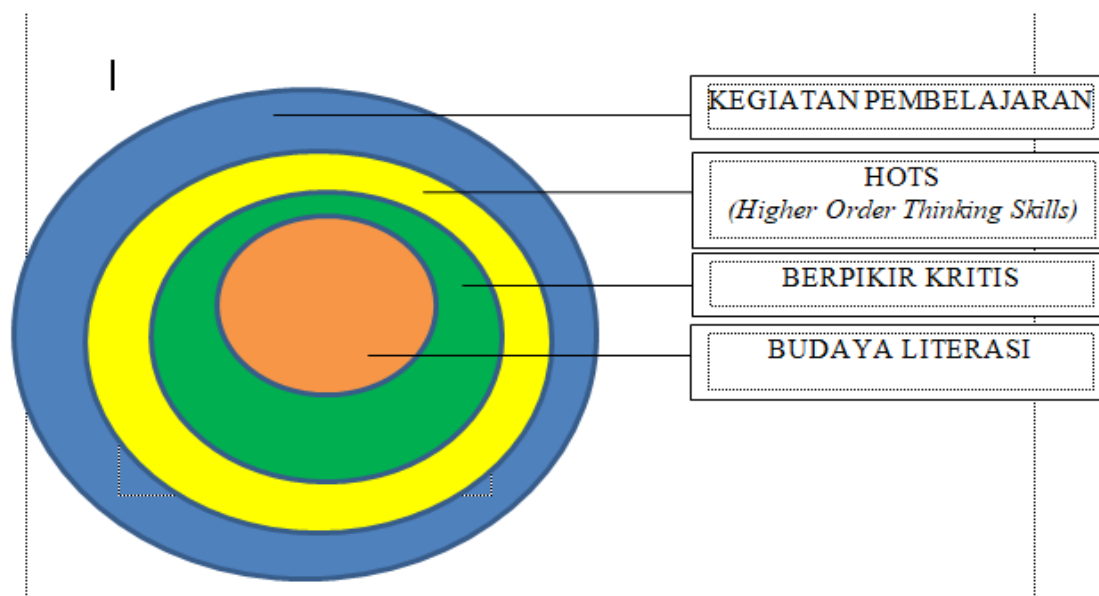 KEGIATAN PEMBELAJARAN
HOTS
(Higher Order Thinking Skills)
BERPIKIR KRITIS
BUDAYA LITERASI